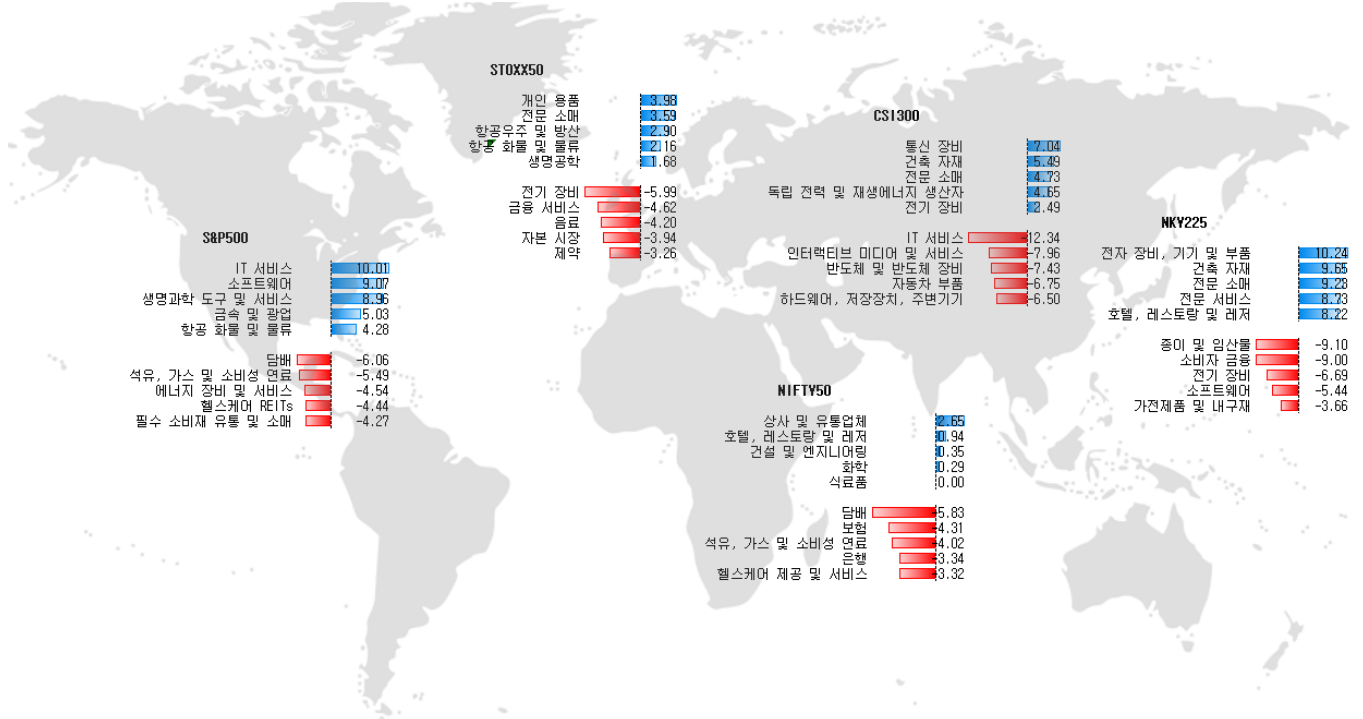 STOXX50
개인 용품 3.98
전문 소매 3.59
항공우주 및 방산 2.90
항공 화물 및 물류 2.16
생명공학 1.68
전기 장비 -5.99
금융 서비스 -4.62
음료 -4.20
자본 시장 -3.94
제약 -3.26
CSI300
통신 장비 7.04
건축 자재 5.49
전문 소매 4.73
독립 전력 및 재생에너지 생산자 4.65
전기 장비 2.49
IT 서비스 -12.34
인터랙티브 미디어 및 서비스 -7.96
반도체 및 반도체 장비 -7.43
자동차 부품 -6.75
하드웨어, 저장장치, 주변기기 -6.50
NKY225
전자 장비, 기기 및 부품 10.24
건축 자재 9.65
전문 소매 9.23
전문 서비스 8.73
호텔, 레스토랑 및 레저 8.22
종이 및 임산물 -9.10
소비자 금융 -9.00
전기 장비 -6.69
소프트웨어 -5.44
가전제품 및 내구재 -3.66
S&P500
IT 서비스 10.01
소프트웨어 9.07
생명과학 도구 및 서비스 8.96
금속 및 광업 5.03
항공 화물 및 물류 4.28
담배 -6.06
석유, 가스 및 소비성 연료 -5.49
에너지 장비 및 서비스 -4.54
헬스케어 REITs -4.44
필수 소비재 유통 및 소매 -4.27
NIFTY50
상사 및 유통업체 2.65
호텔, 레스토랑 및 레저 0.94
건설 및 엔지니어링 0.35
화학 0.29
식료품 0.00
담배 -5.83
보험 -4.31
석유, 가스 및 소비성 연료 -4.02
은행 -3.34
헬스케어 제공 및 서비스 -3.32